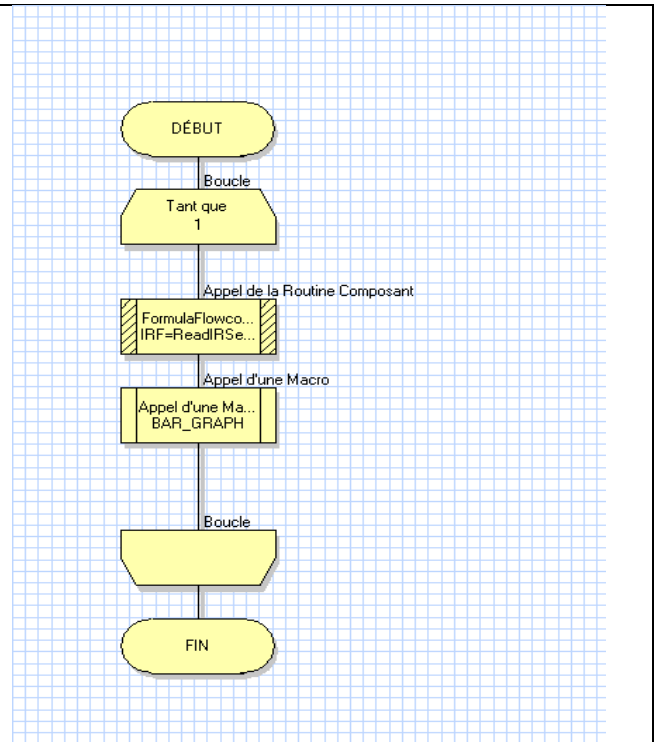 DÉBUT
Boucle
Tant que
1
Appel de la Routine Composant
FormulaFlowco...
IRF=ReadIRSe...
Appel d'une Macro
Appel d'une Ma...
BAR_GRAPH
Boucle
FIN